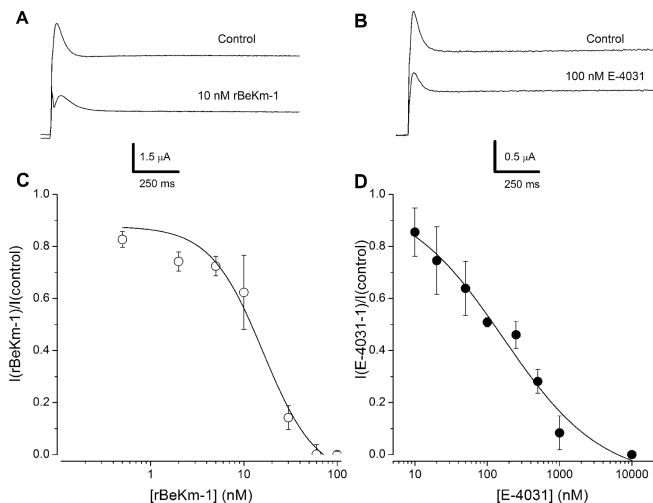 A
Control
10 nM rBeKm-1
1.5 μA
250 ms
B
Control
100 nM E-4031
0.5 μA
250 ms
C
I(rBeKm-1)/I(control)
1.0
0.8
0.6
0.4
0.2
0.0
1 10 100
[rBeKm-1] (nM)
D
I(E-4031-1)/I(control)
1.0
0.8
0.6
0.4
0.2
0.0
10 100 1000 10000
[E-4031] (nM)